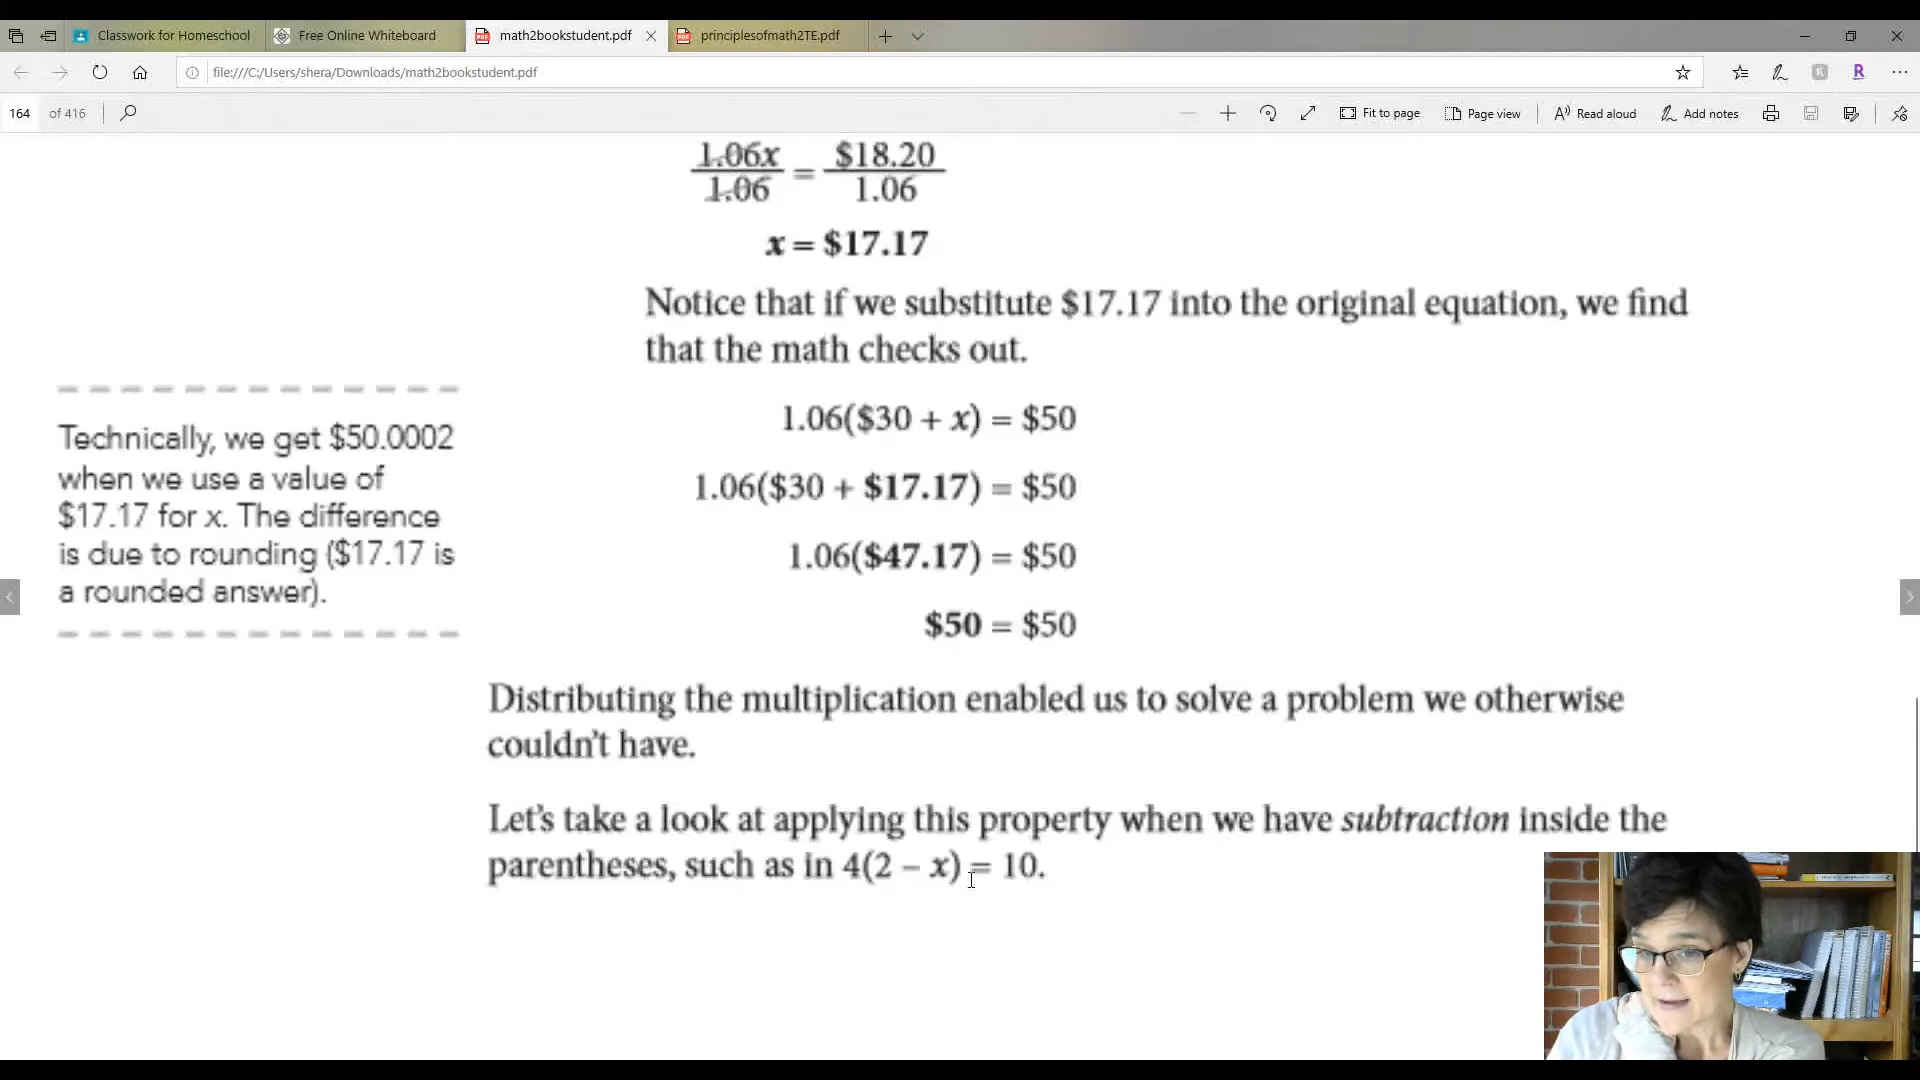 Classwork for Homeschool
Free Online Whiteboard
math2bookstudent.pdf
principlesofmath2TE.pdf
file:///C:/Users/shera/Downloads/math2bookstudent.pdf
164 of 416
Fit to page
Page view
Read aloud
Add notes
1.06x / 1.06 = $18.20 / 1.06
x = $17.17
Notice that if we substitute $17.17 into the original equation, we find
that the math checks out.
1.06($30 + x) = $50
1.06($30 + $17.17) = $50
1.06($47.17) = $50
$50 = $50
Technically, we get $50.0002
when we use a value of
$17.17 for x. The difference
is due to rounding ($17.17 is
a rounded answer).
Distributing the multiplication enabled us to solve a problem we otherwise
couldn't have.
Let's take a look at applying this property when we have subtraction inside the
parentheses, such as in 4(2 – x) = 10.